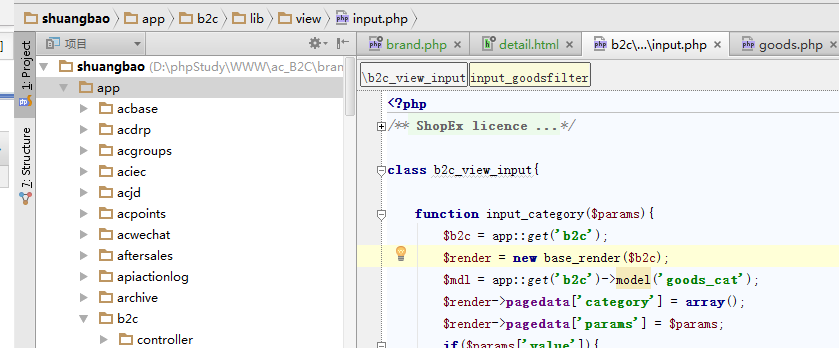 shuangbao app b2c lib view input.php
项目
brand.php detail.html b2c\...\input.php goods.php
1: Project
7: Structure
shuangbao (D:\phpStudy\WWW\ac_B2C\bran
app
acbase
acdrp
acgroups
aciec
acjd
acpoints
acwechat
aftersales
apiactionlog
archive
b2c
controller
\b2c_view_input input_goodsfilter
<?php
/** ShopEx licence ...*/
class b2c_view_input{
function input_category($params){
$b2c = app::get('b2c');
$render = new base_render($b2c);
$mdl = app::get('b2c')->model('goods_cat');
$render->pagedata['category'] = array();
$render->pagedata['params'] = $params;
if($params['value']){